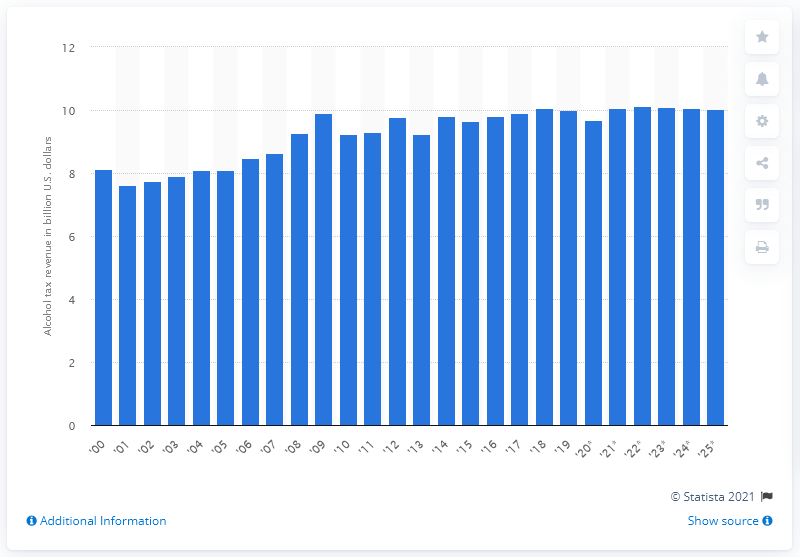 Alcohol tax revenue in billion U.S. dollars
12
10
8
6
4
2
0
'00 '01 '02 '03 '04 '05 '06 '07 '08 '09 '10 '11 '12 '13 '14 '15 '16 '17 '18 '19 '20* '21* '22* '23* '24* '25*
© Statista 2021
Additional Information
Show source